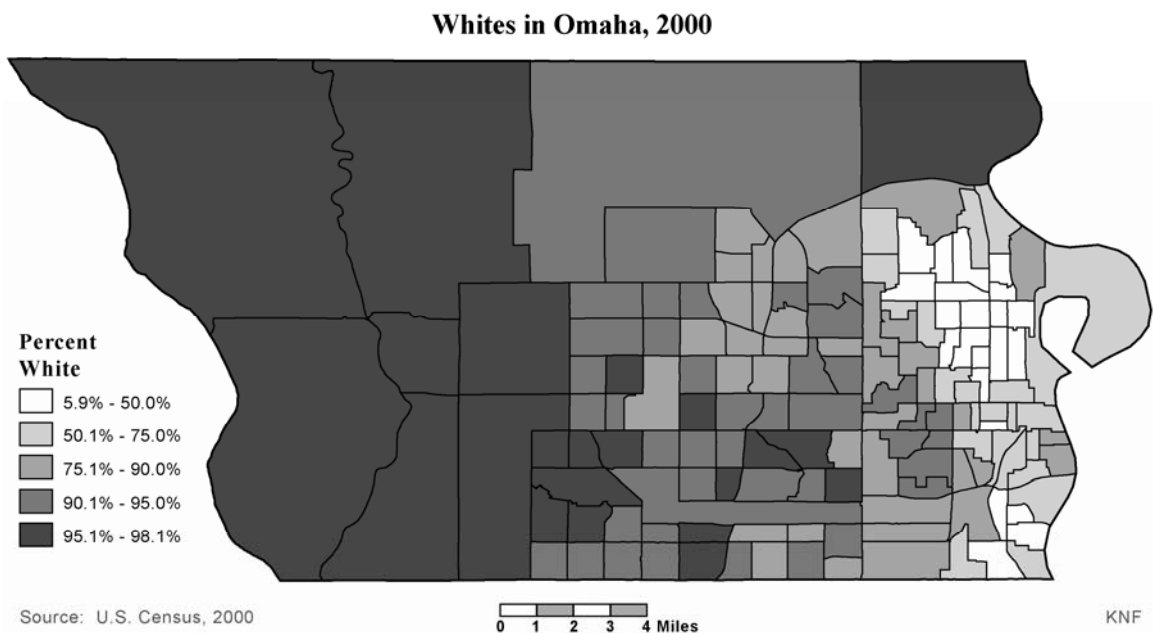 Whites in Omaha, 2000
Percent
White
5.9% - 50.0%
50.1% - 75.0%
75.1% - 90.0%
90.1% - 95.0%
95.1% - 98.1%
Source: U.S. Census, 2000
0 1 2 3 4 Miles
KNF